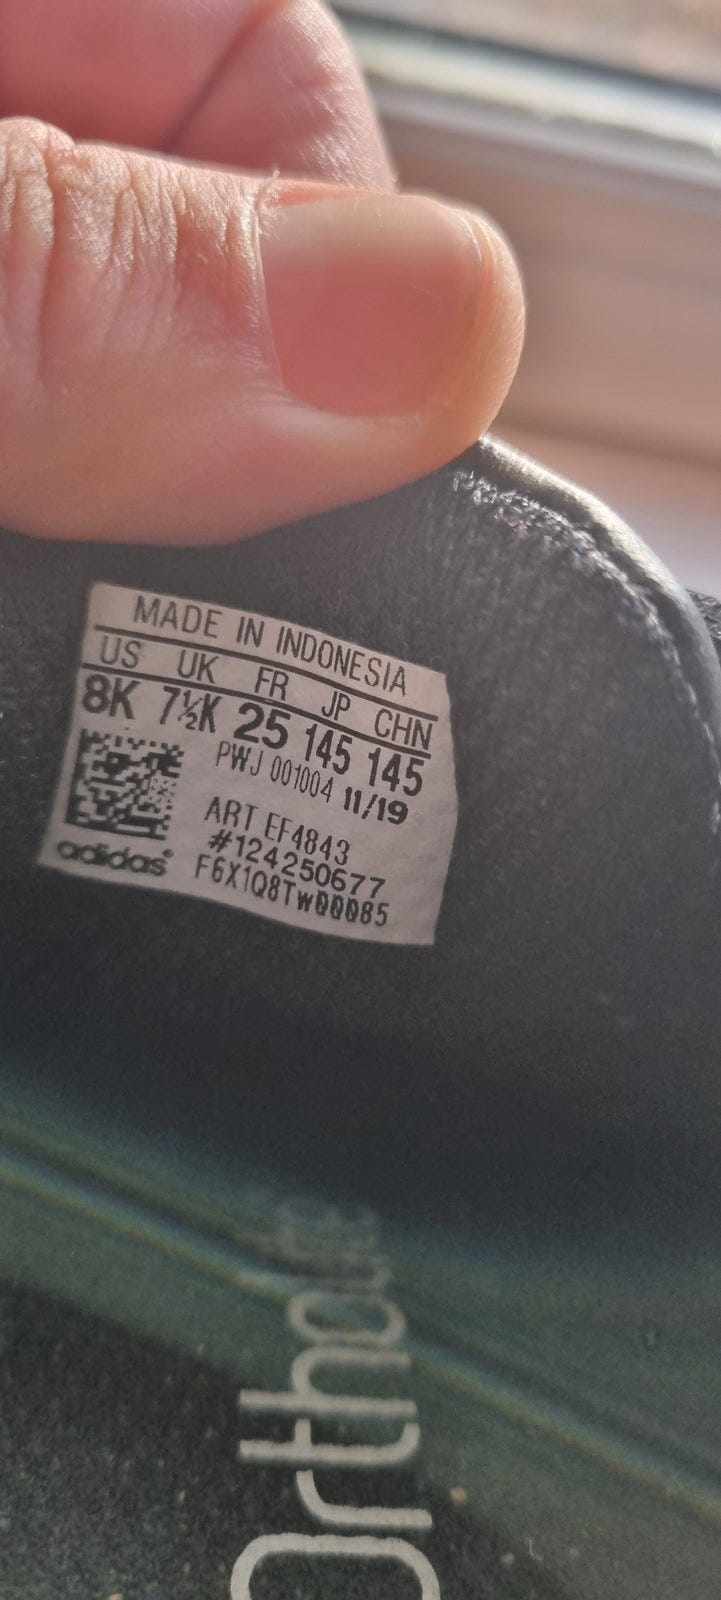 MADE IN INDONESIA
US UK FR JP CHN
8K 7½K 25 145 145
PWJ 001004 11/19
ART EF4843
#124250677
F6X1Q8Tw00085
adidas®
Ortholite